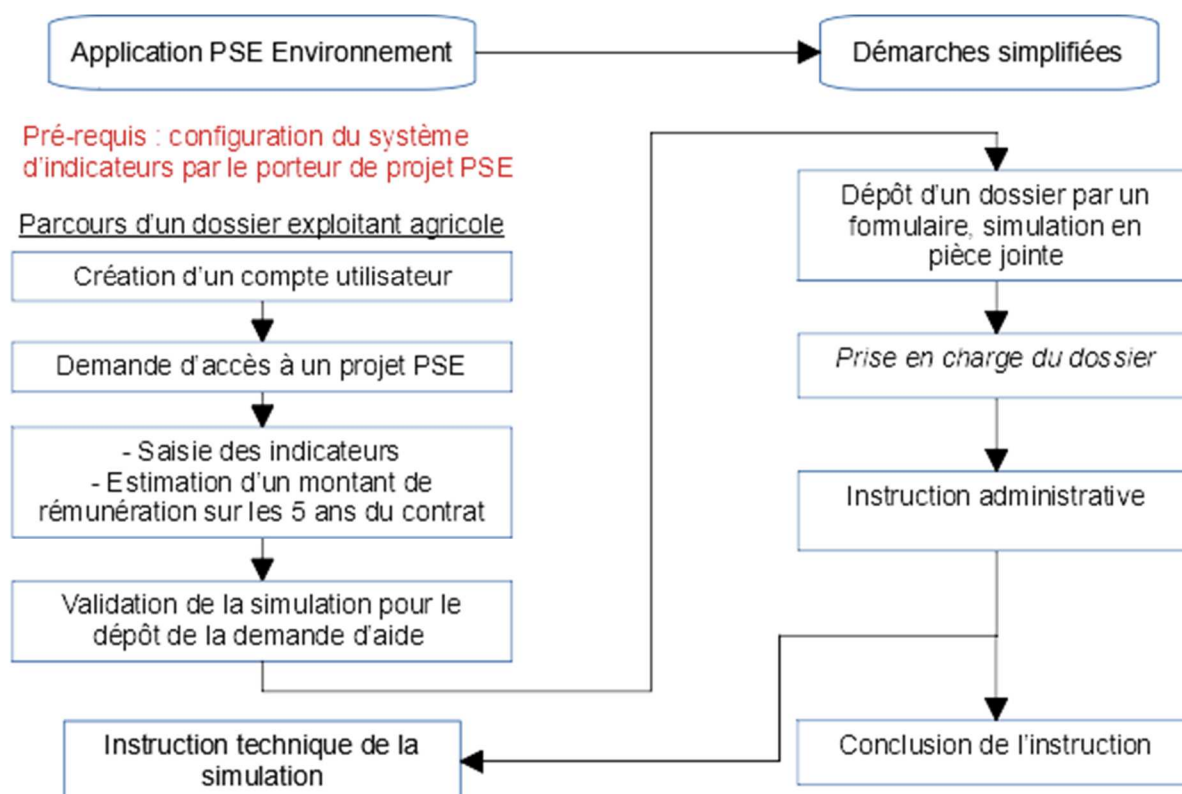 Application PSE Environnement
Démarches simplifiées
Pré-requis : configuration du système
d'indicateurs par le porteur de projet PSE
Parcours d'un dossier exploitant agricole
Création d'un compte utilisateur
Demande d'accès à un projet PSE
- Saisie des indicateurs
- Estimation d'un montant de
rémunération sur les 5 ans du contrat
Validation de la simulation pour le
dépôt de la demande d'aide
Dépôt d'un dossier par un
formulaire, simulation en
pièce jointe
Prise en charge du dossier
Instruction administrative
Conclusion de l'instruction
Instruction technique de la
simulation